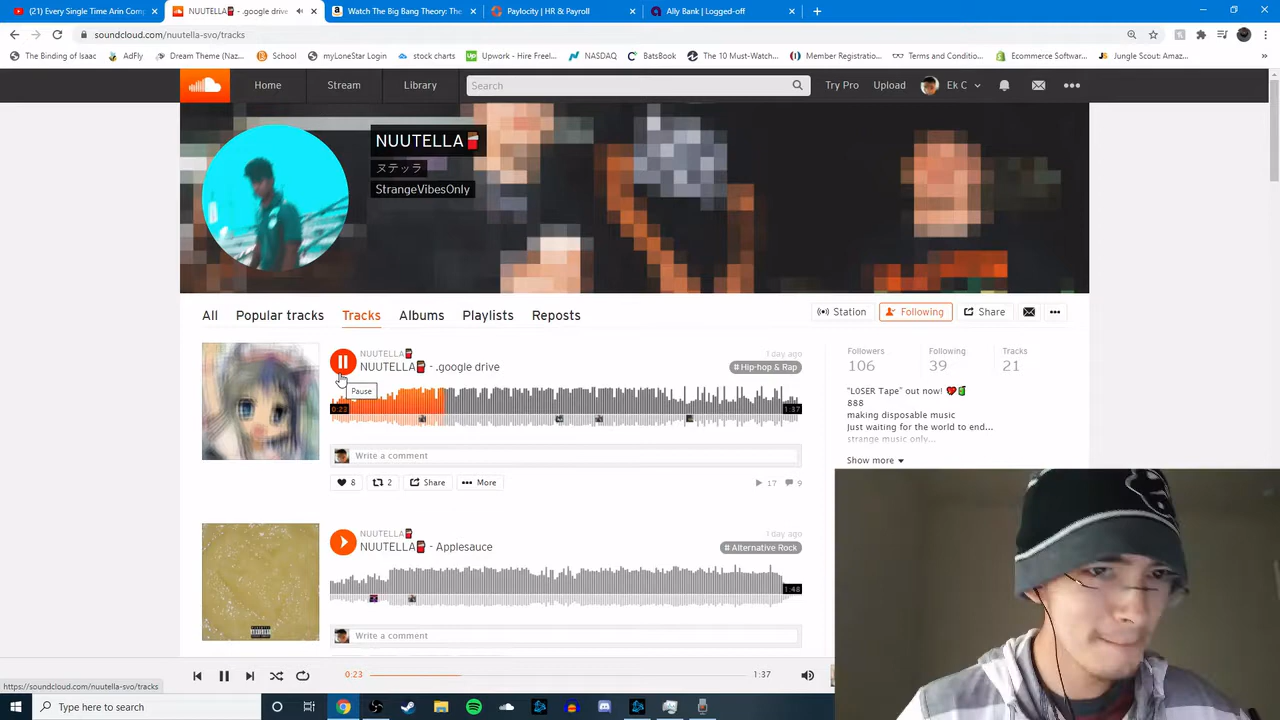 (21) Every Single Time Arin Comp
NUUTELLA🥫 - .google drive
Watch The Big Bang Theory: The
Paylocity | HR & Payroll
Ally Bank | Logged-off
soundcloud.com/nuutella-svo/tracks
The Binding of Isaac
AdFly
Dream Theme (Nora...
School
myLoneStar Login
stock charts
Upwork - Hire Freel...
NASDAQ
BatsBook
The 10 Must-Watch...
Member Registratio...
Terms and Conditio...
Ecommerce Softwar...
Jungle Scout: Amaz...
Home
Stream
Library
Search
Try Pro
Upload
Ek C
NUUTELLA🥫
ヌテッラ
StrangeVibesOnly
All
Popular tracks
Tracks
Albums
Playlists
Reposts
Station
Following
Share
NUUTELLA🥫
NUUTELLA🥫 - .google drive
1 day ago
# Hip-hop & Rap
Pause
0:23
1:37
Write a comment
8
2
Share
More
17
9
NUUTELLA🥫
NUUTELLA🥫 - Applesauce
1 day ago
# Alternative Rock
1:48
Write a comment
Followers
106
Following
39
Tracks
21
"L0SER Tape" out now! ❤️🧃
888
making disposable music
Just waiting for the world to end...
strange music only...
Show more
0:23
1:37
https://soundcloud.com/nuutella-svo/tracks
Type here to search